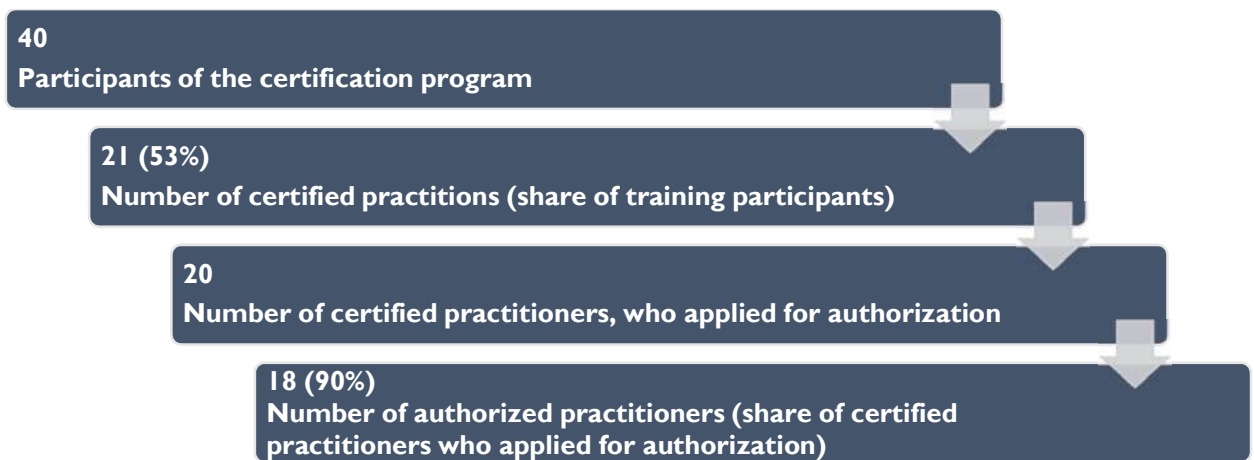 40
Participants of the certification program
21 (53%)
Number of certified practitions (share of training participants)
20
Number of certified practitioners, who applied for authorization
18 (90%)
Number of authorized practitioners (share of certified
practitioners who applied for authorization)